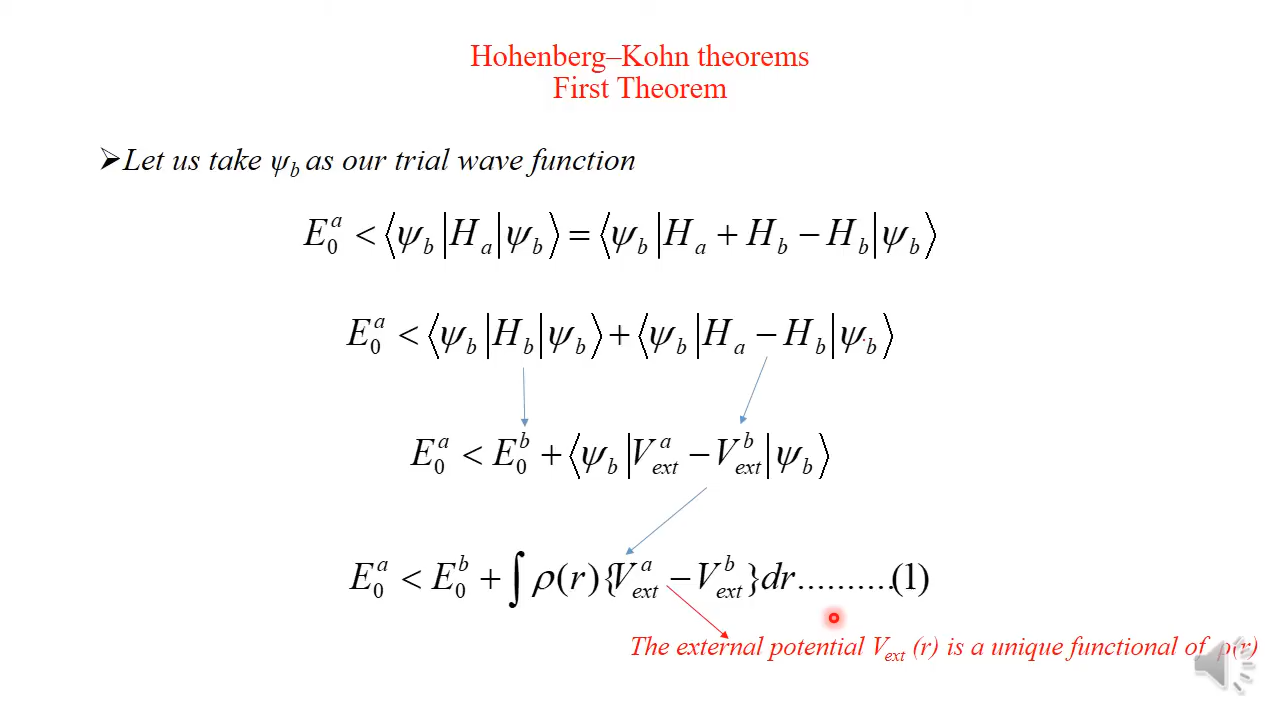 Hohenberg–Kohn theorems
First Theorem
➢Let us take ψ_b as our trial wave function
E_0^a < ⟨ψ_b|H_a|ψ_b⟩ = ⟨ψ_b|H_a + H_b − H_b|ψ_b⟩
E_0^a < ⟨ψ_b|H_b|ψ_b⟩ + ⟨ψ_b|H_a − H_b|ψ_b⟩
E_0^a < E_0^b + ⟨ψ_b|V_ext^a − V_ext^b|ψ_b⟩
E_0^a < E_0^b + ∫ρ(r){V_ext^a − V_ext^b}dr..........(1)
The external potential V_ext (r) is a unique functional of ρ(r)